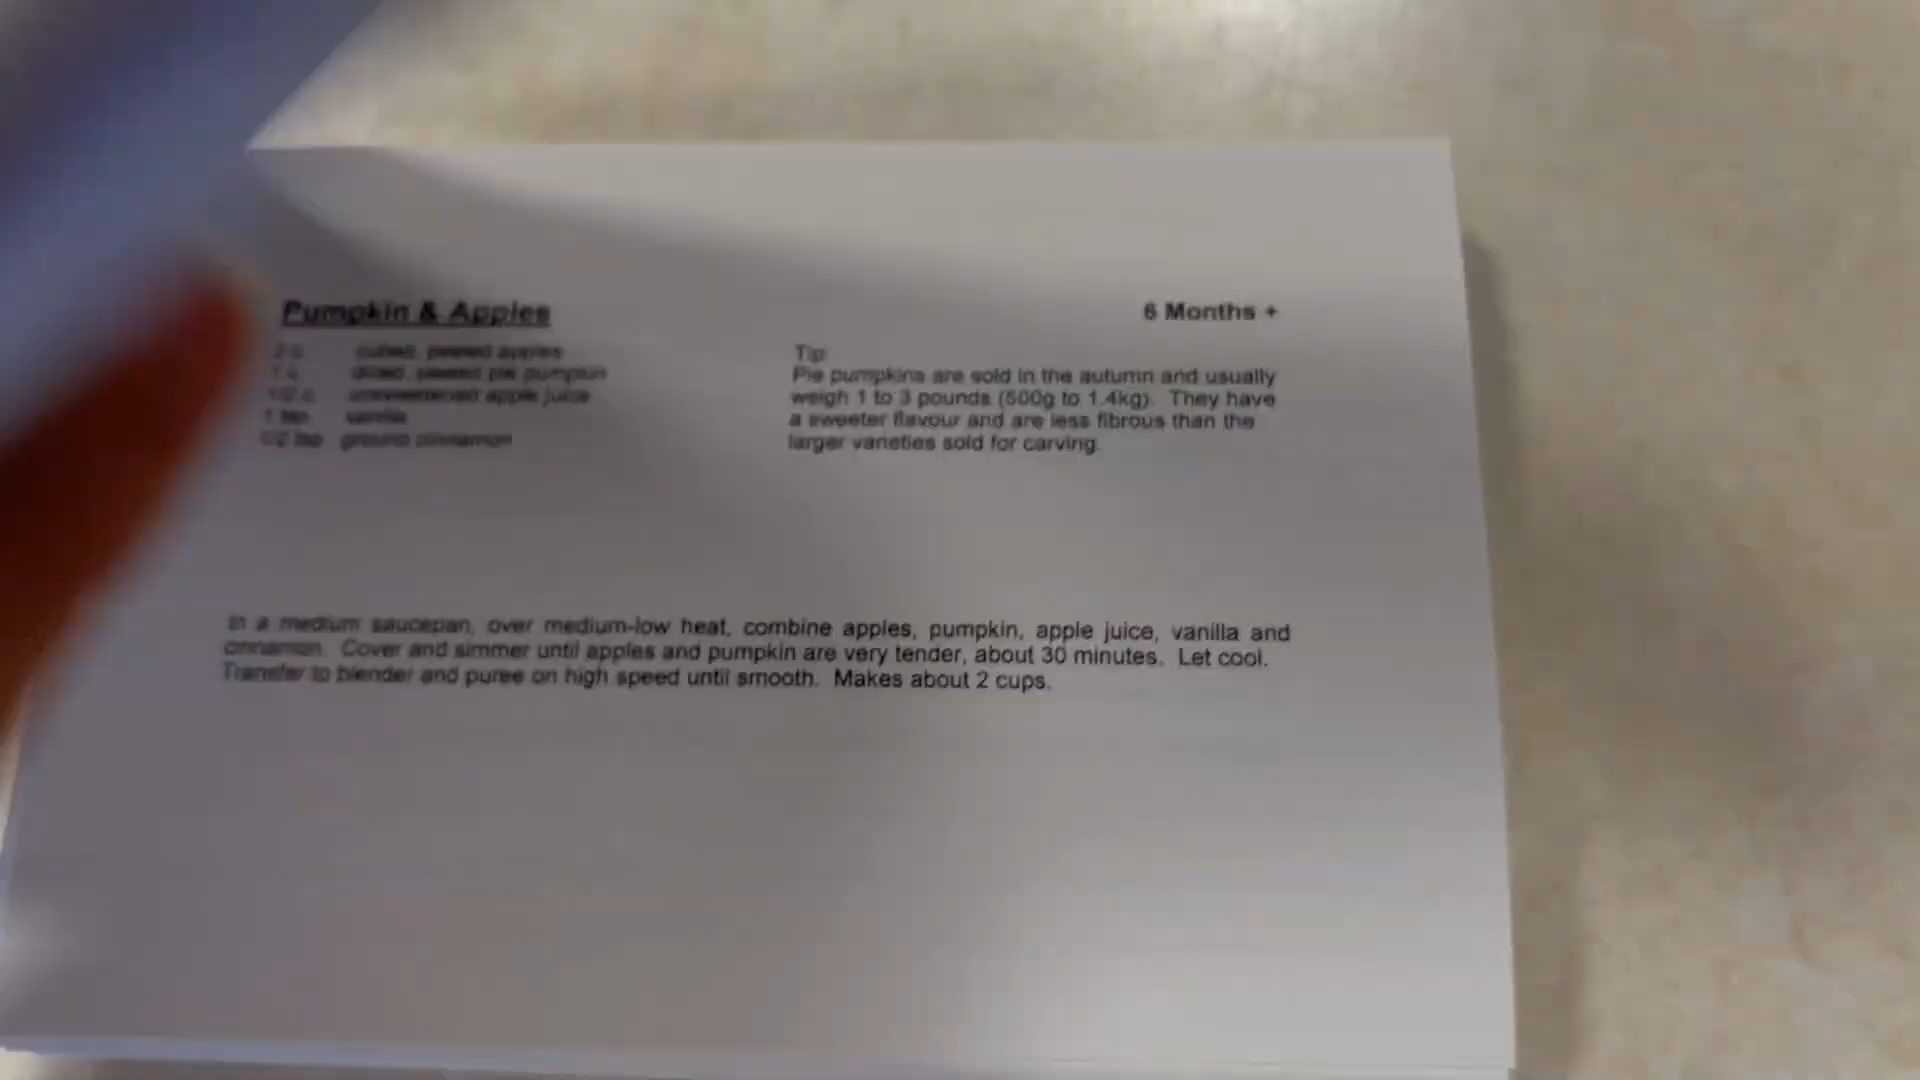 Pumpkin & Apples
6 Months +
2 c. cubed, peeled apples
1 c. diced, peeled pie pumpkin
1/2 c. unsweetened apple juice
1 tsp. vanilla
1/2 tsp ground cinnamon
Tip
Pie pumpkins are sold in the autumn and usually
weigh 1 to 3 pounds (500g to 1.4kg). They have
a sweeter flavour and are less fibrous than the
larger varieties sold for carving.
In a medium saucepan, over medium-low heat, combine apples, pumpkin, apple juice, vanilla and
cinnamon. Cover and simmer until apples and pumpkin are very tender, about 30 minutes. Let cool.
Transfer to blender and puree on high speed until smooth. Makes about 2 cups.